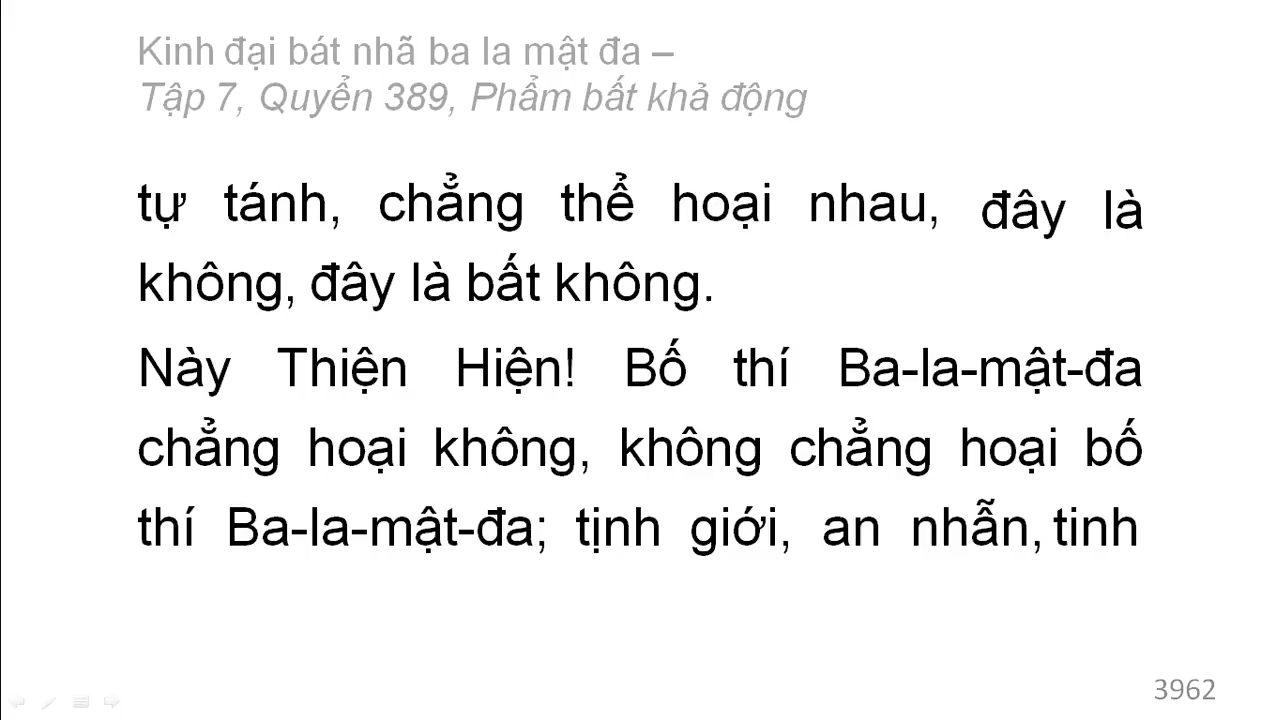 Kinh đại bát nhã ba la mật đa –
Tập 7, Quyển 389, Phẩm bất khả động
tự tánh, chẳng thể hoại nhau, đây là
không, đây là bất không.
Này Thiện Hiện! Bố thí Ba-la-mật-đa
chẳng hoại không, không chẳng hoại bố
thí Ba-la-mật-đa; tịnh giới, an nhẫn, tinh
3962